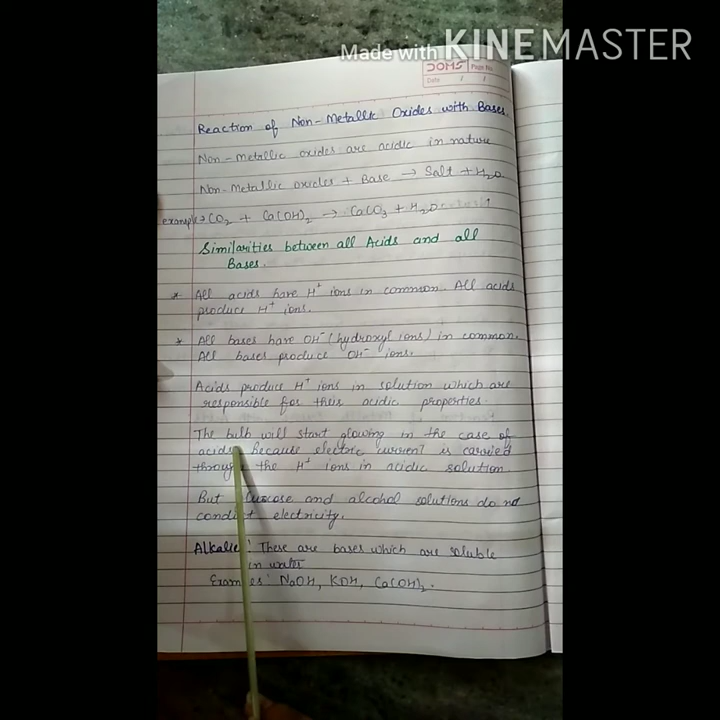 Made with KINEMASTER
DOMS Page No.
Date / /
Reaction of Non-Metallic Oxides with Bases
Non-Metallic oxides are acidic in nature
Non-Metallic oxides + Base → Salt + H₂O
example → CO₂ + Ca(OH)₂ → CaCO₃ + H₂O
Similarities between all Acids and all
Bases.
* All acids have H⁺ ions in common. All acids
produce H⁺ ions.
* All bases have OH⁻ (hydroxyl ions) in common.
All bases produce OH⁻ ions.
Acids produce H⁺ ions in solution which are
responsible for their acidic properties.
The bulb will start glowing in the case of
acids because electric current is carried
through the H⁺ ions in acidic solution.
But glucose and alcohol solutions do not
conduct electricity.
Alkalie: These are bases which are soluble
in water
Examples: NaOH, KOH, Ca(OH)₂.